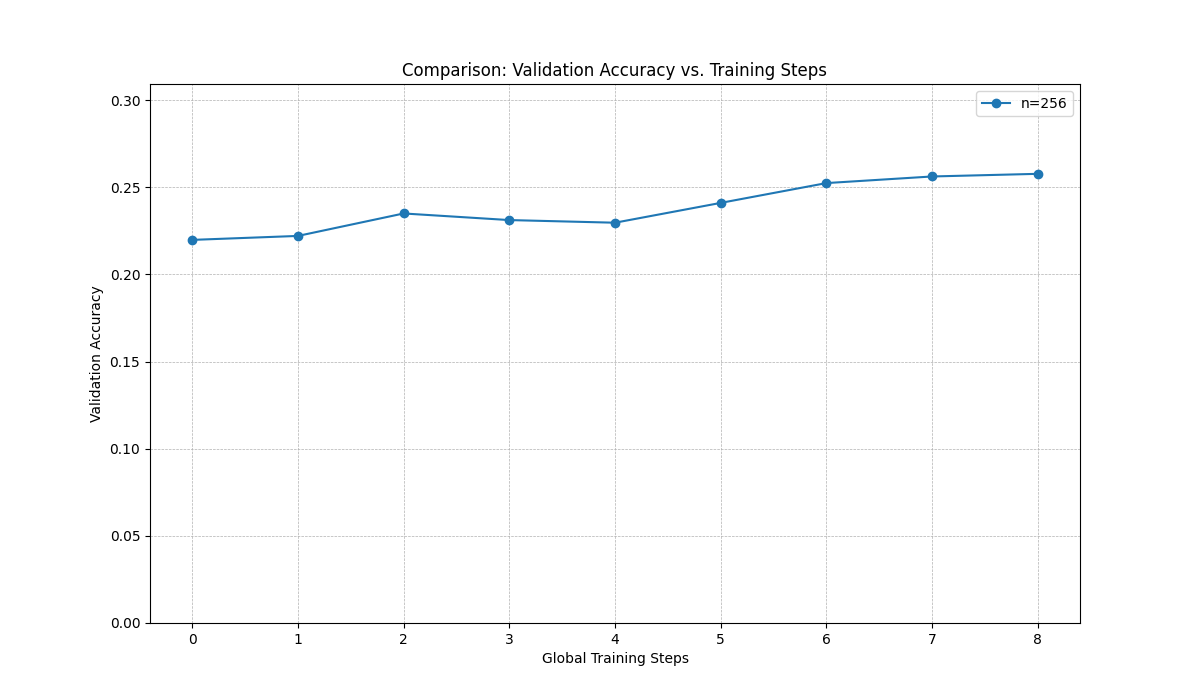 Comparison: Validation Accuracy vs. Training Steps
n=256
0.30
0.25
0.20
0.15
0.10
0.05
0.00
Validation Accuracy
0 1 2 3 4 5 6 7 8
Global Training Steps